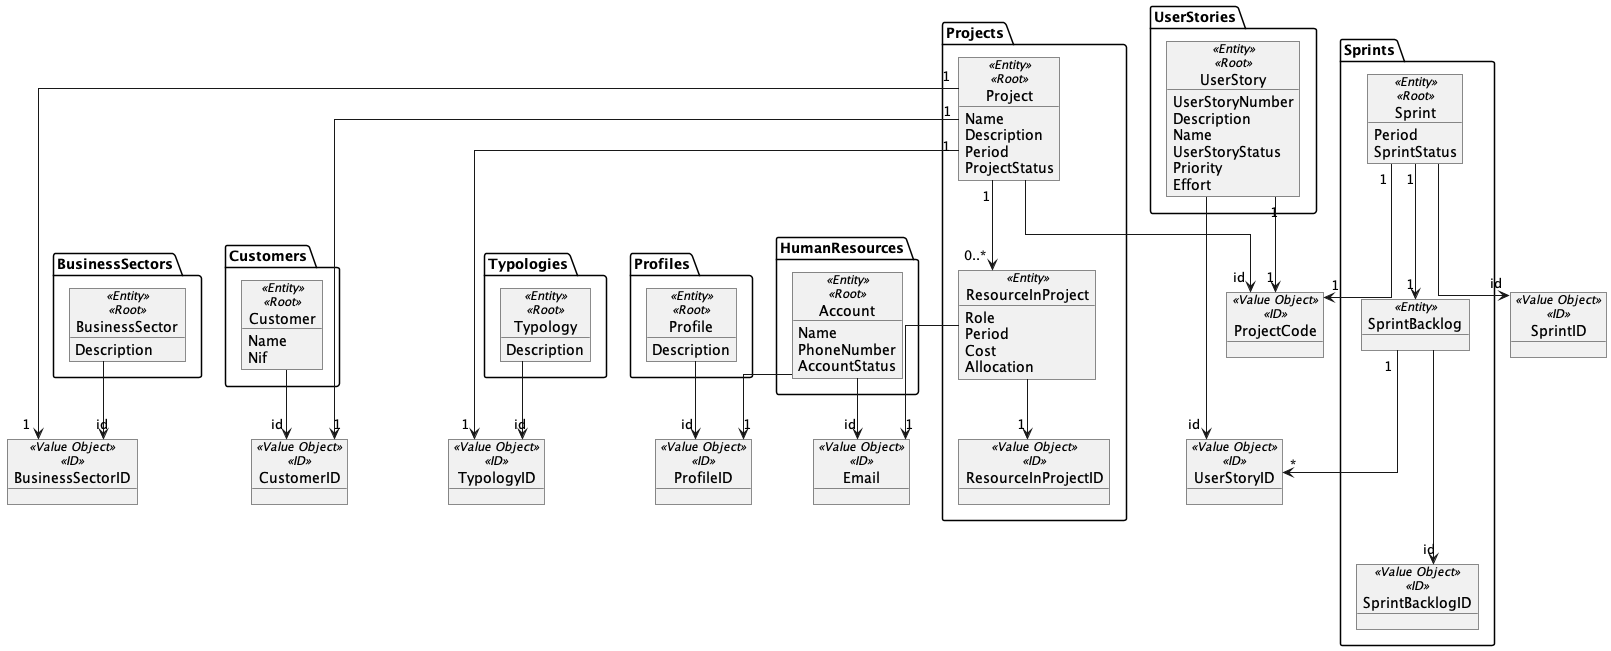 UserStories
«Entity»
«Root»
UserStory
UserStoryNumber
Description
Name
UserStoryStatus
Priority
Effort
Projects
«Entity»
«Root»
Project
Name
Description
Period
ProjectStatus
1
1
1
1
0..*
«Entity»
ResourceInProject
Role
Period
Cost
Allocation
1
«Value Object»
«ID»
ResourceInProjectID
Sprints
«Entity»
«Root»
Sprint
Period
SprintStatus
1
1
1
id
1
1
id
1
«Value Object»
«ID»
ProjectCode
«Entity»
SprintBacklog
id
«Value Object»
«ID»
SprintID
1
*
id
«Value Object»
«ID»
UserStoryID
id
«Value Object»
«ID»
SprintBacklogID
BusinessSectors
«Entity»
«Root»
BusinessSector
Description
1
id
«Value Object»
«ID»
BusinessSectorID
Customers
«Entity»
«Root»
Customer
Name
Nif
id
1
«Value Object»
«ID»
CustomerID
Typologies
«Entity»
«Root»
Typology
Description
1
id
«Value Object»
«ID»
TypologyID
Profiles
«Entity»
«Root»
Profile
Description
id
1
«Value Object»
«ID»
ProfileID
HumanResources
«Entity»
«Root»
Account
Name
PhoneNumber
AccountStatus
id
1
«Value Object»
«ID»
Email